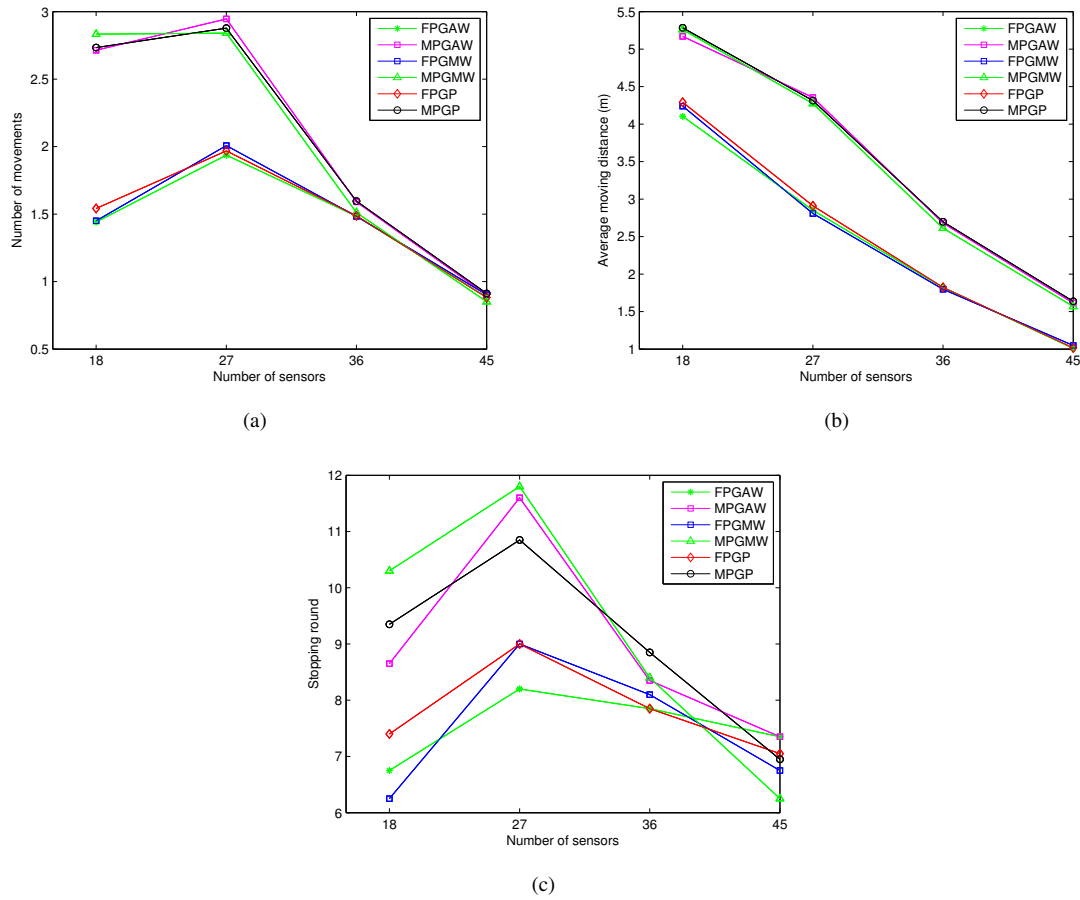 3
2.5
2
1.5
1
0.5
18
27
36
45
Number of movements
Number of sensors
FPGAW
MPGAW
FPGMW
MPGMW
FPGP
MPGP
(a)
5.5
5
4.5
4
3.5
3
2.5
2
1.5
1
18
27
36
45
Average moving distance (m)
Number of sensors
FPGAW
MPGAW
FPGMW
MPGMW
FPGP
MPGP
(b)
12
11
10
9
8
7
6
18
27
36
45
Stopping round
Number of sensors
FPGAW
MPGAW
FPGMW
MPGMW
FPGP
MPGP
(c)